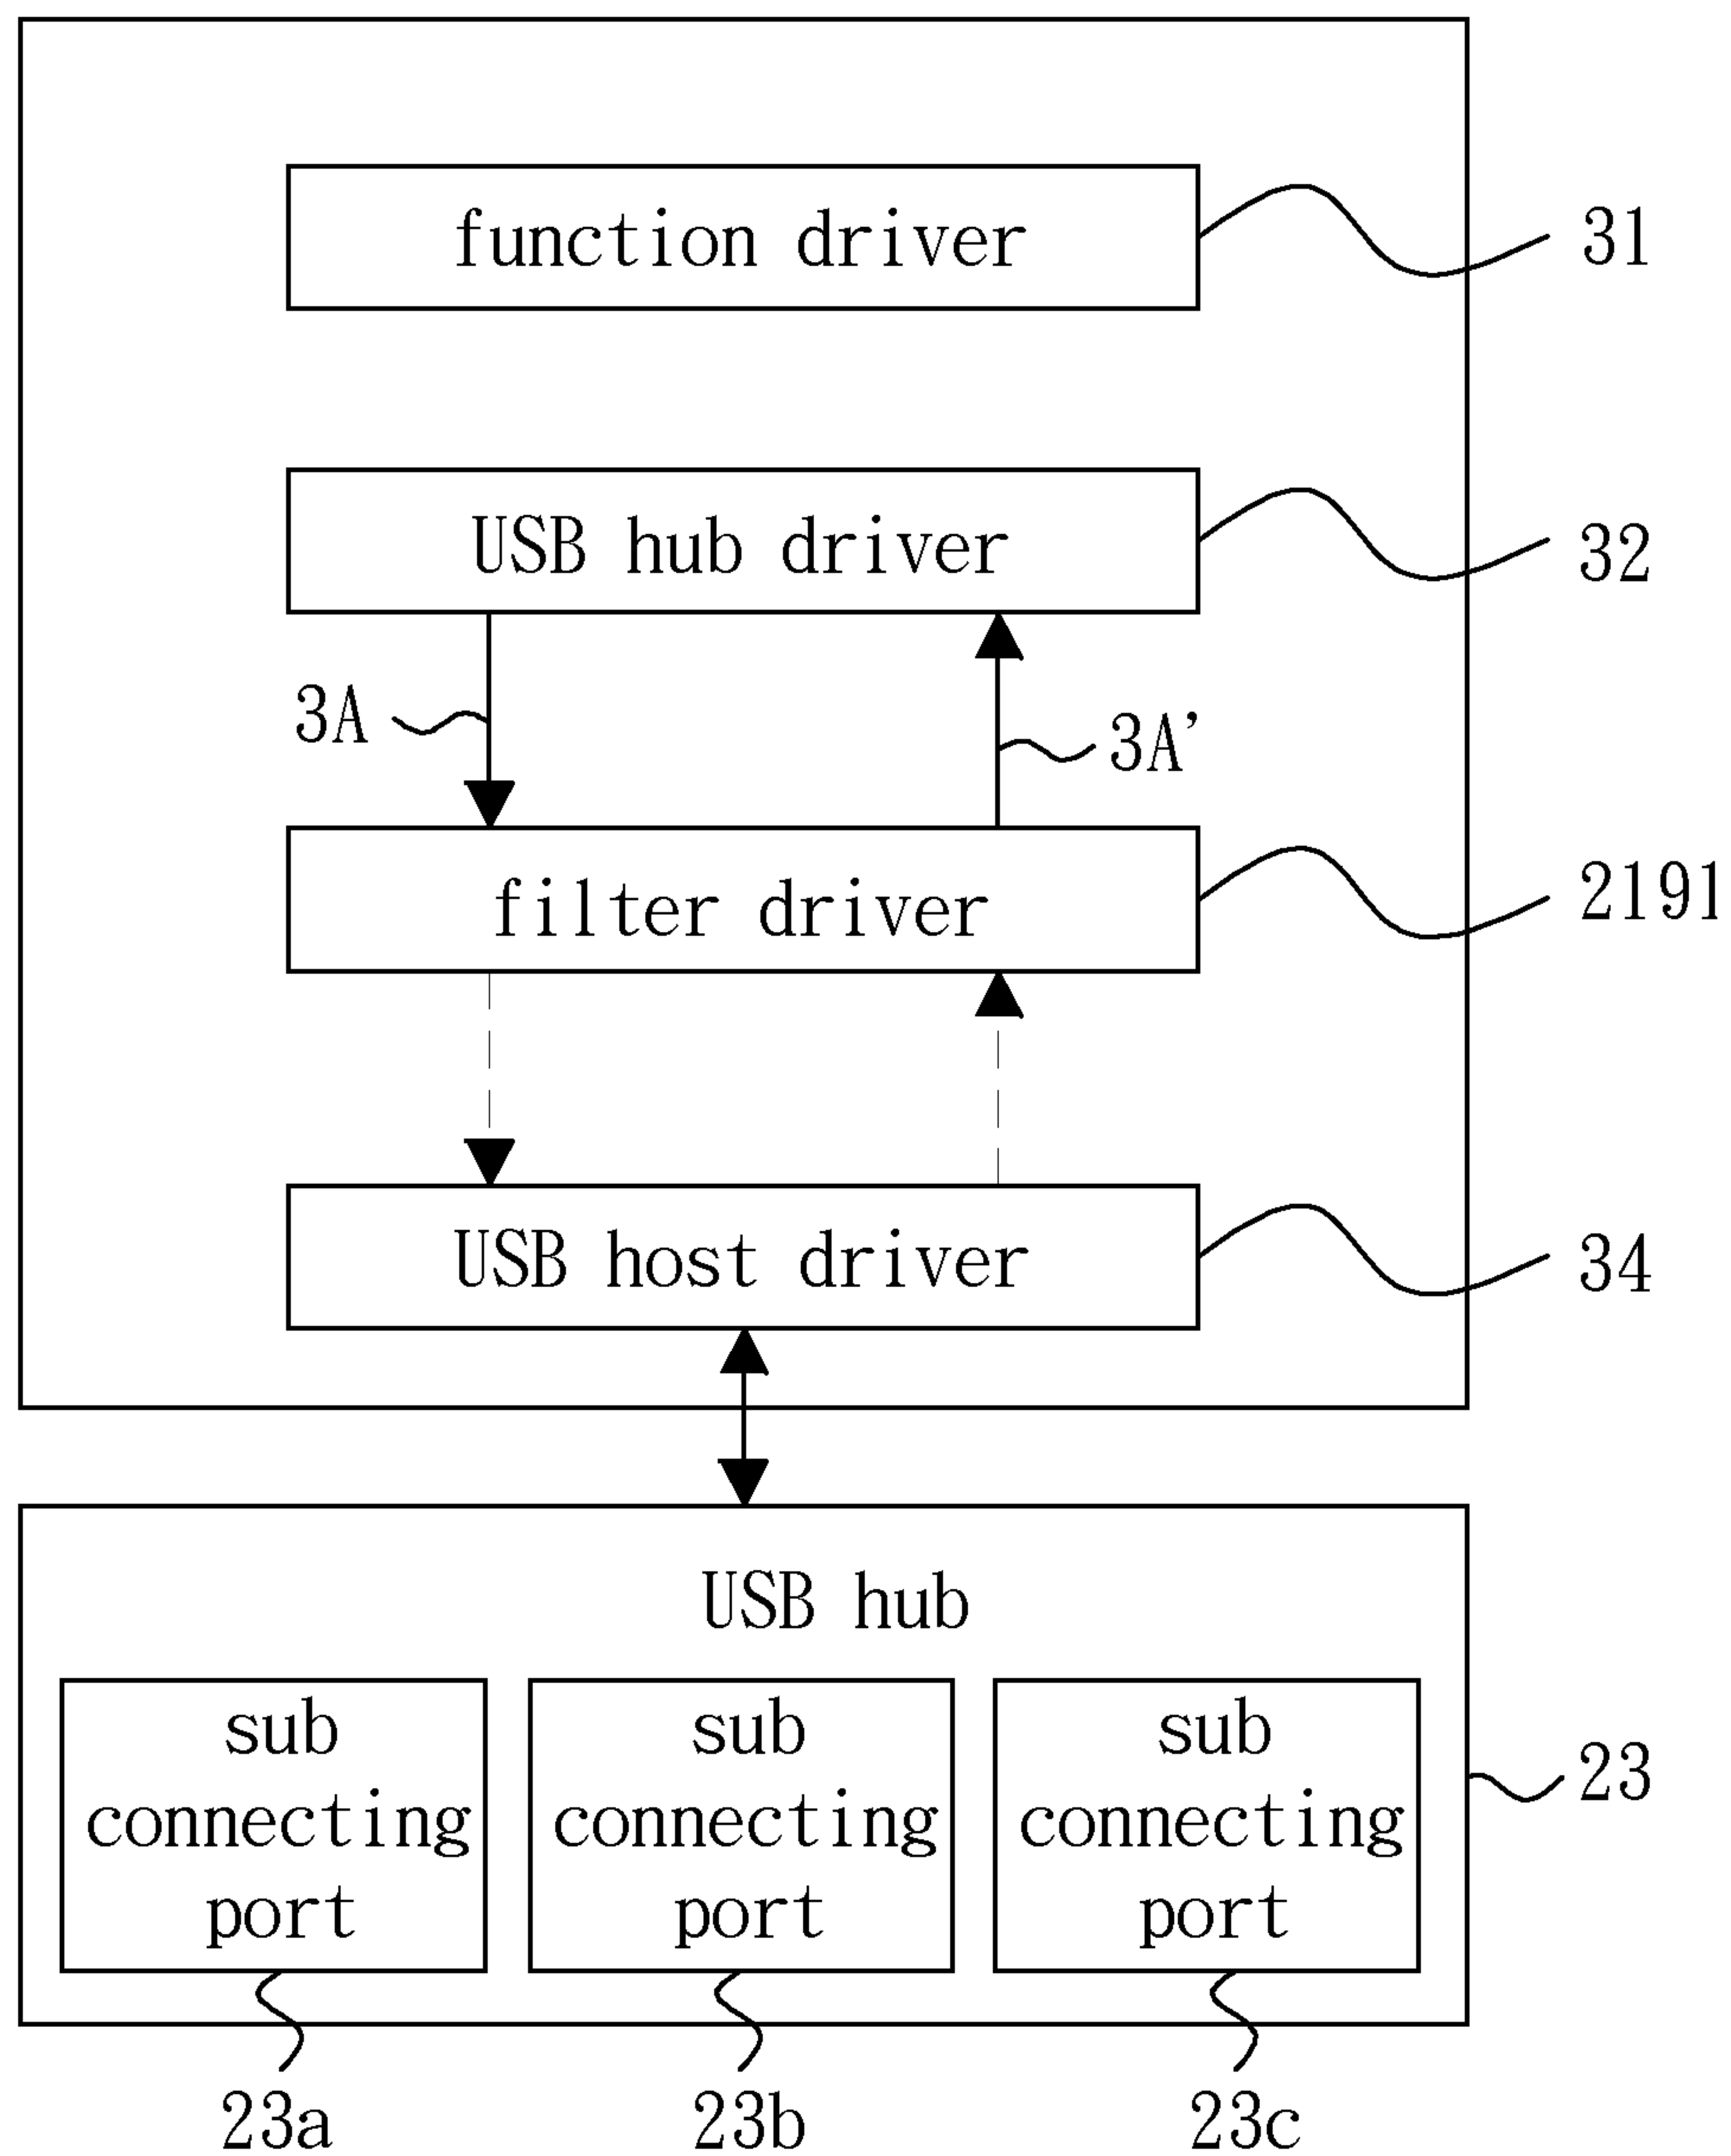 function driver
31
USB hub driver
32
3A
3A'
filter driver
2191
USB host driver
34
USB hub
sub
connecting
port
sub
connecting
port
sub
connecting
port
23
23a
23b
23c